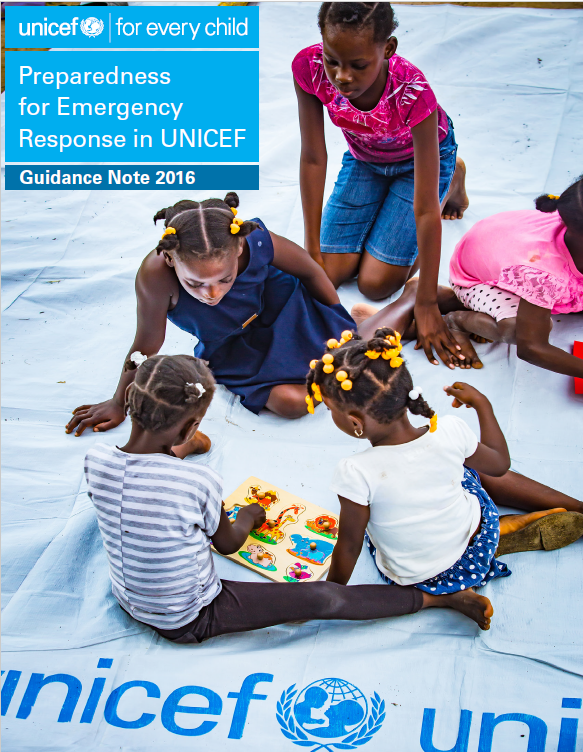 unicef for every child
Preparedness
for Emergency
Response in UNICEF
Guidance Note 2016
unicef
uni